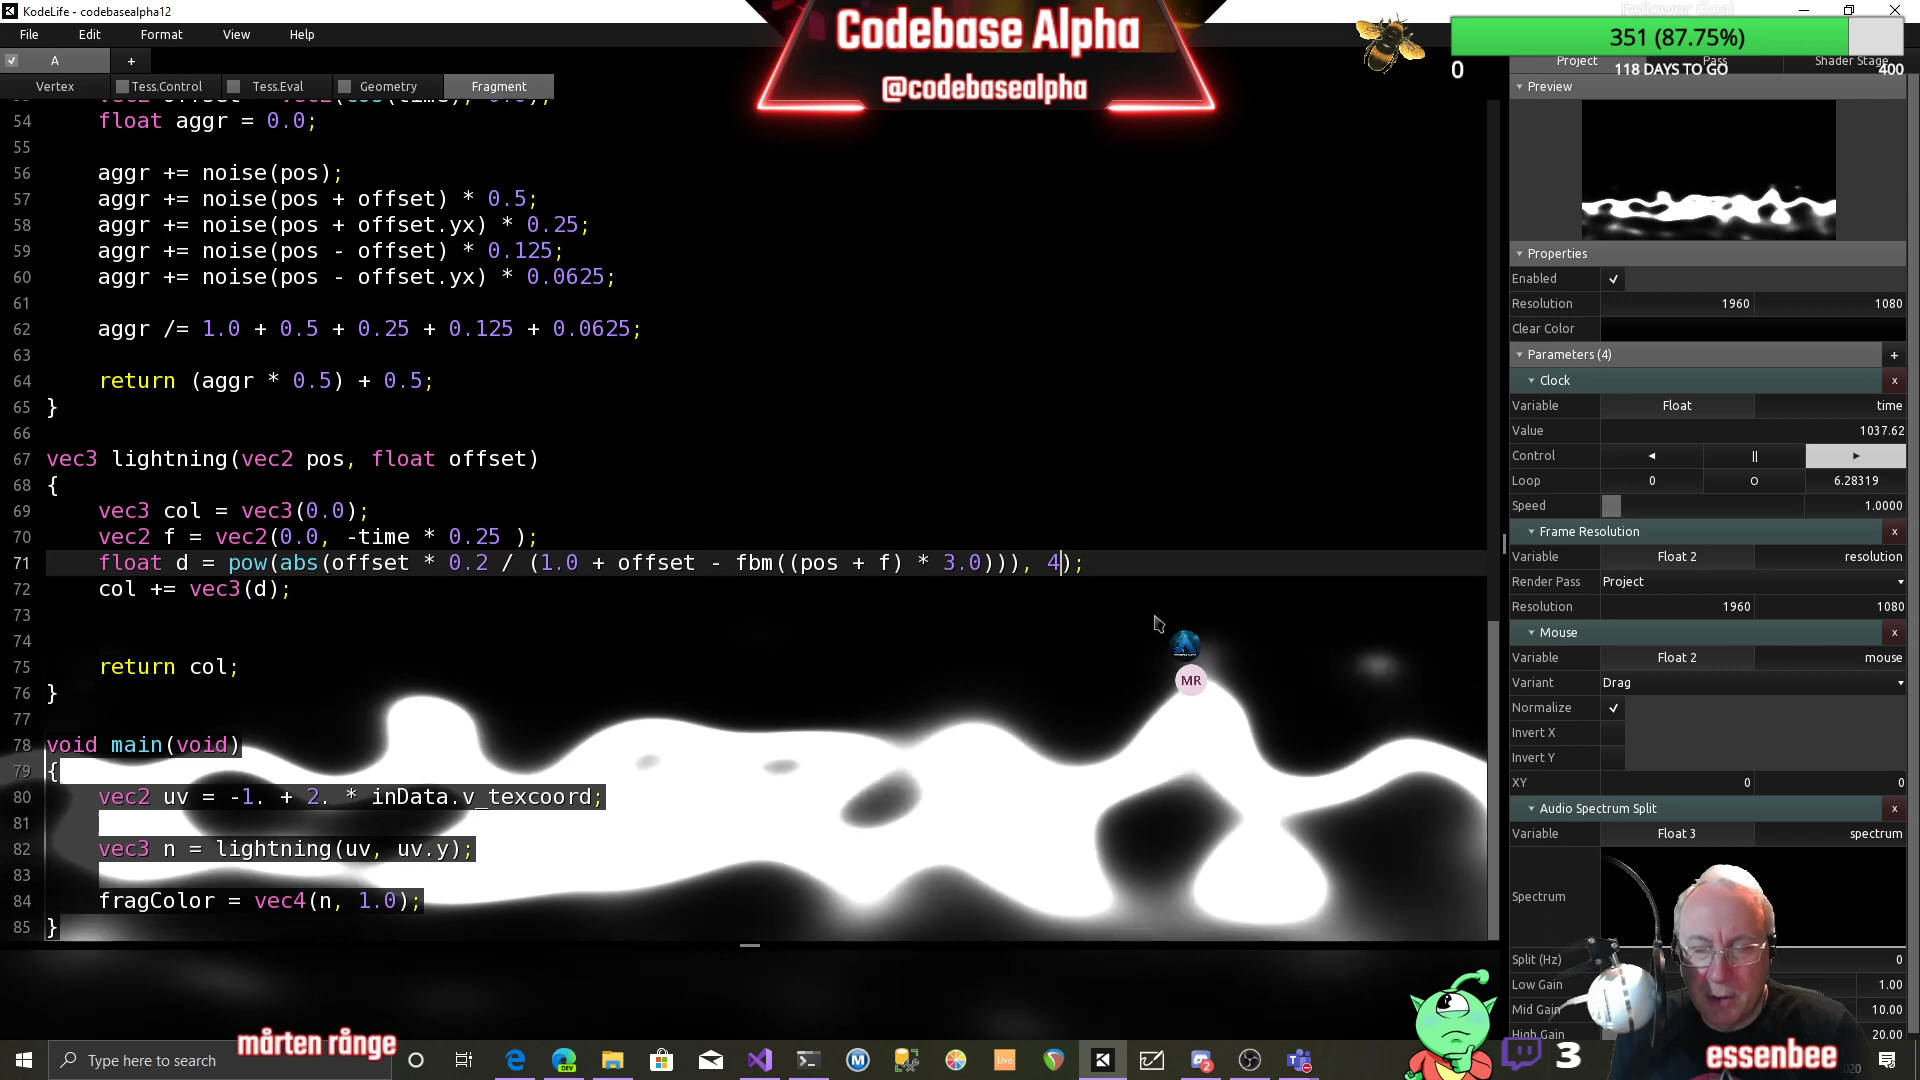 KodeLife - codebasealpha12
File Edit Format View Help
A +
Vertex Tess.Control Tess.Eval Geometry Fragment
Codebase Alpha
@codebasealpha
Follower Goal
351 (87.75%)
0 118 DAYS TO GO 400
Project Pass Shader Stage
54 float aggr = 0.0;
55
56 aggr += noise(pos);
57 aggr += noise(pos + offset) * 0.5;
58 aggr += noise(pos + offset.yx) * 0.25;
59 aggr += noise(pos - offset) * 0.125;
60 aggr += noise(pos - offset.yx) * 0.0625;
61
62 aggr /= 1.0 + 0.5 + 0.25 + 0.125 + 0.0625;
63
64 return (aggr * 0.5) + 0.5;
65 }
66
67 vec3 lightning(vec2 pos, float offset)
68 {
69 vec3 col = vec3(0.0);
70 vec2 f = vec2(0.0, -time * 0.25 );
71 float d = pow(abs(offset * 0.2 / (1.0 + offset - fbm((pos + f) * 3.0))), 4);
72 col += vec3(d);
73
74
75 return col;
76 }
77
78 void main(void)
79 {
80 vec2 uv = -1. + 2. * inData.v_texcoord;
81
82 vec3 n = lightning(uv, uv.y);
83
84 fragColor = vec4(n, 1.0);
85 }
MR
Preview
Properties
Enabled
Resolution 1960 1080
Clear Color
Parameters (4) +
Clock x
Variable Float time
Value 1037.62
Control
Loop 0 O 6.28319
Speed 1.0000
Frame Resolution x
Variable Float 2 resolution
Render Pass Project
Resolution 1960 1080
Mouse x
Variable Float 2 mouse
Variant Drag
Normalize
Invert X
Invert Y
XY 0 0
Audio Spectrum Split x
Variable Float 3 spectrum
Spectrum
Split (Hz) 0
Low Gain 1.00
Mid Gain 10.00
High Gain 20.00
mårten rånge
Type here to search
DEV
live
2
3
essenbee
2020